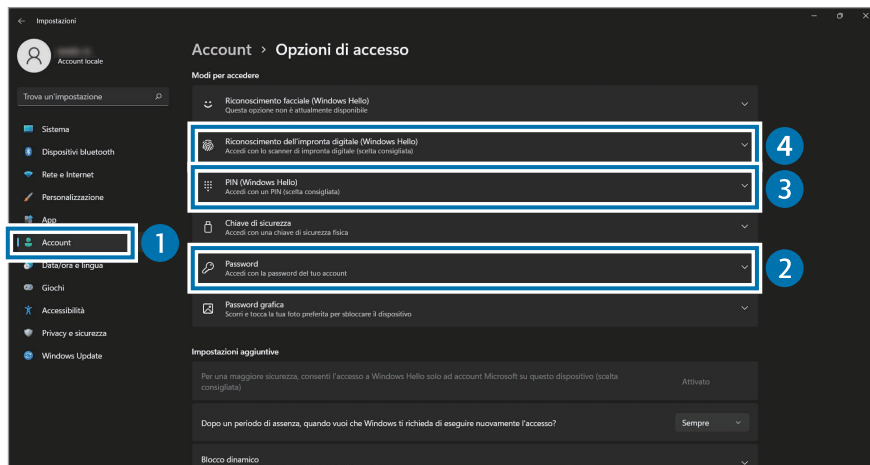 Impostazioni
Account locale
Trova un'impostazione
Sistema
Dispositivi bluetooth
Rete e Internet
Personalizzazione
App
Account
Data/ora e lingua
Giochi
Accessibilità
Privacy e sicurezza
Windows Update
1
Account > Opzioni di accesso
Modi per accedere
Riconoscimento facciale (Windows Hello)
Questa opzione non è attualmente disponibile
Riconoscimento dell'impronta digitale (Windows Hello)
Accedi con lo scanner di impronta digitale (scelta consigliata)
4
PIN (Windows Hello)
Accedi con un PIN (scelta consigliata)
3
Chiave di sicurezza
Accedi con una chiave di sicurezza fisica
Password
Accedi con la password del tuo account
2
Password grafica
Scorri e tocca la tua foto preferita per sbloccare il dispositivo
Impostazioni aggiuntive
Per una maggiore sicurezza, consenti l'accesso a Windows Hello solo ad account Microsoft su questo dispositivo (scelta
consigliata)
Attivato
Dopo un periodo di assenza, quando vuoi che Windows ti richieda di eseguire nuovamente l'accesso?
Sempre
Blocco dinamico